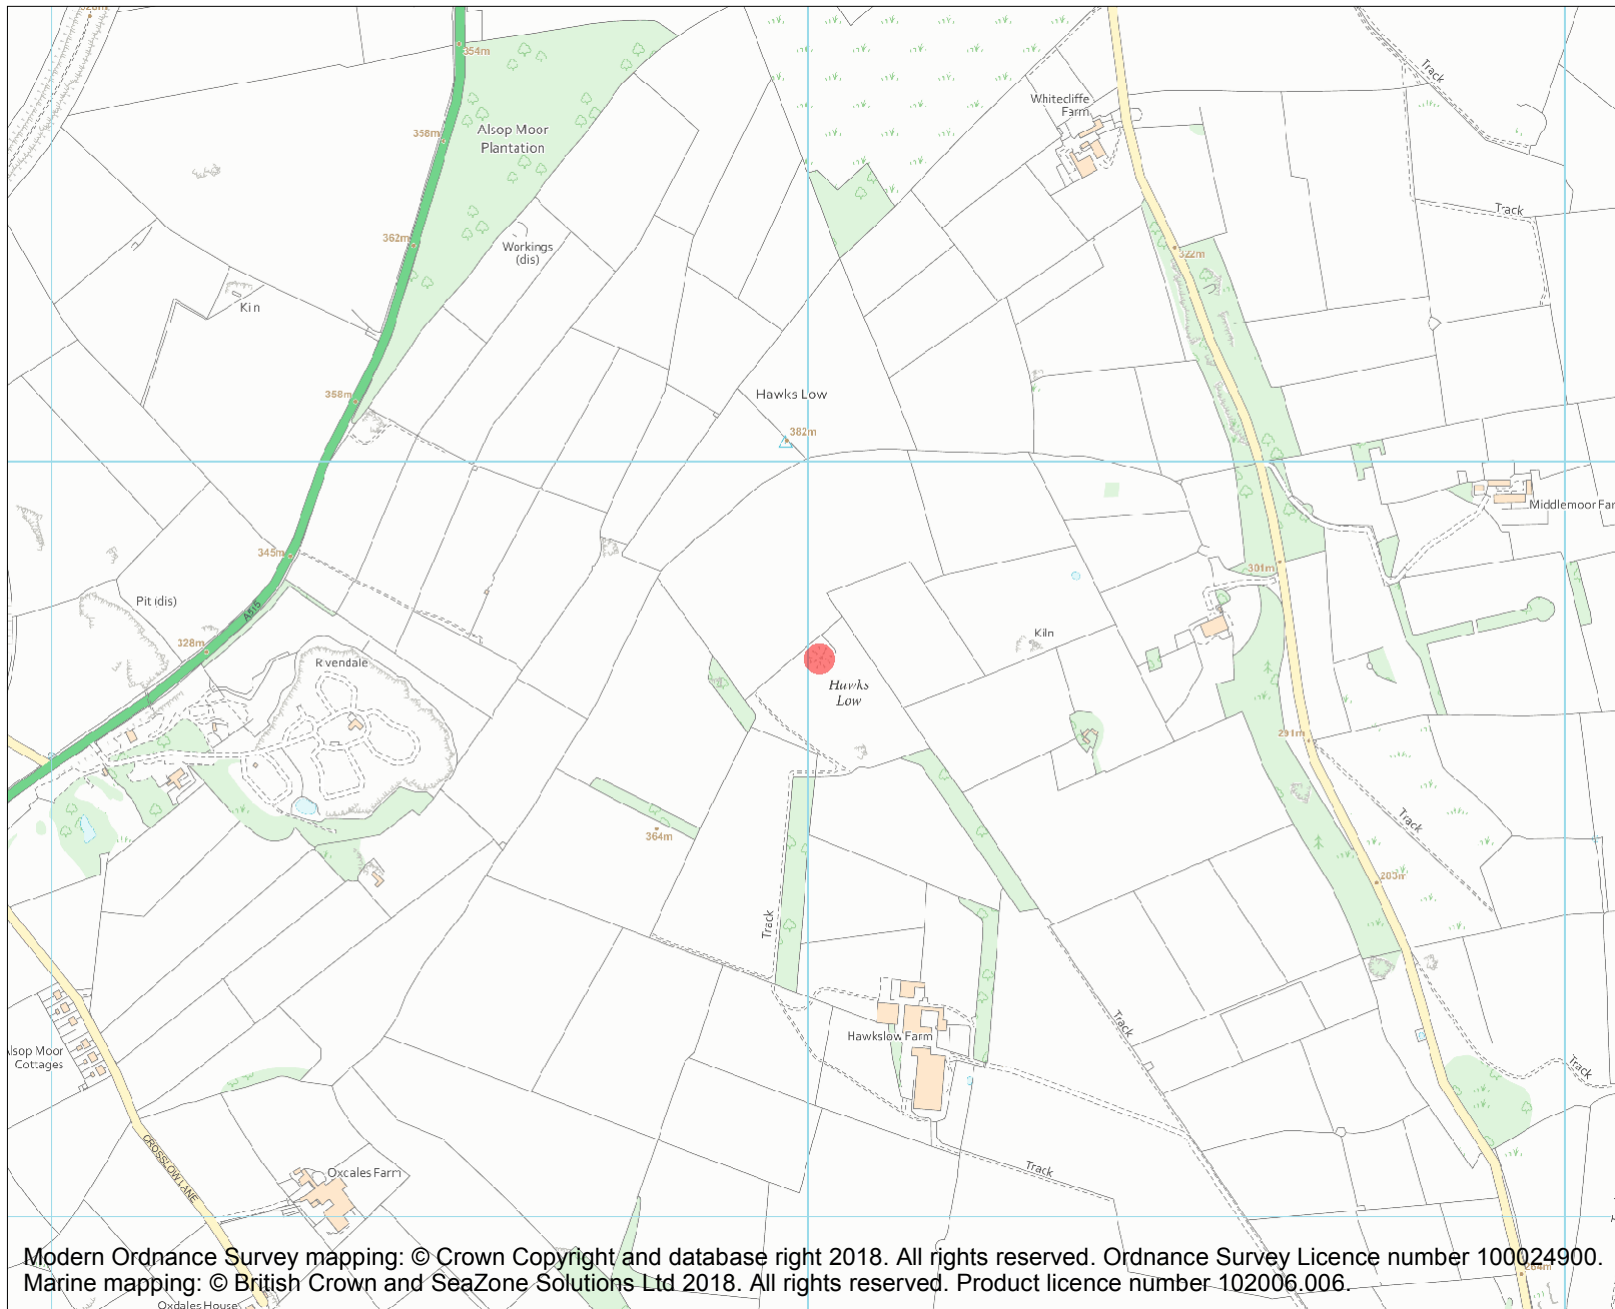 354m
358m
Alsop Moor
Plantation
Whitecliffe
Farm
Track
Track
362m
Workings
(dis)
322m
Kin
368m
Hawks Low
382m
Middlemoor Far
345m
301m
Pit (dis)
A515
328m
Rivendale
Kiln
Hawks
Low
291m
Track
364m
283m
Track
Track
Hawkslow Farm
lsop Moor
Cottages
Track
CROSSLOW LANE
Oxcales Farm
Track
Modern Ordnance Survey mapping: © Crown Copyright and database right 2018. All rights reserved. Ordnance Survey Licence number 100024900.
Marine mapping: © British Crown and SeaZone Solutions Ltd 2018. All rights reserved. Product licence number 102006.006.
Oxdales House